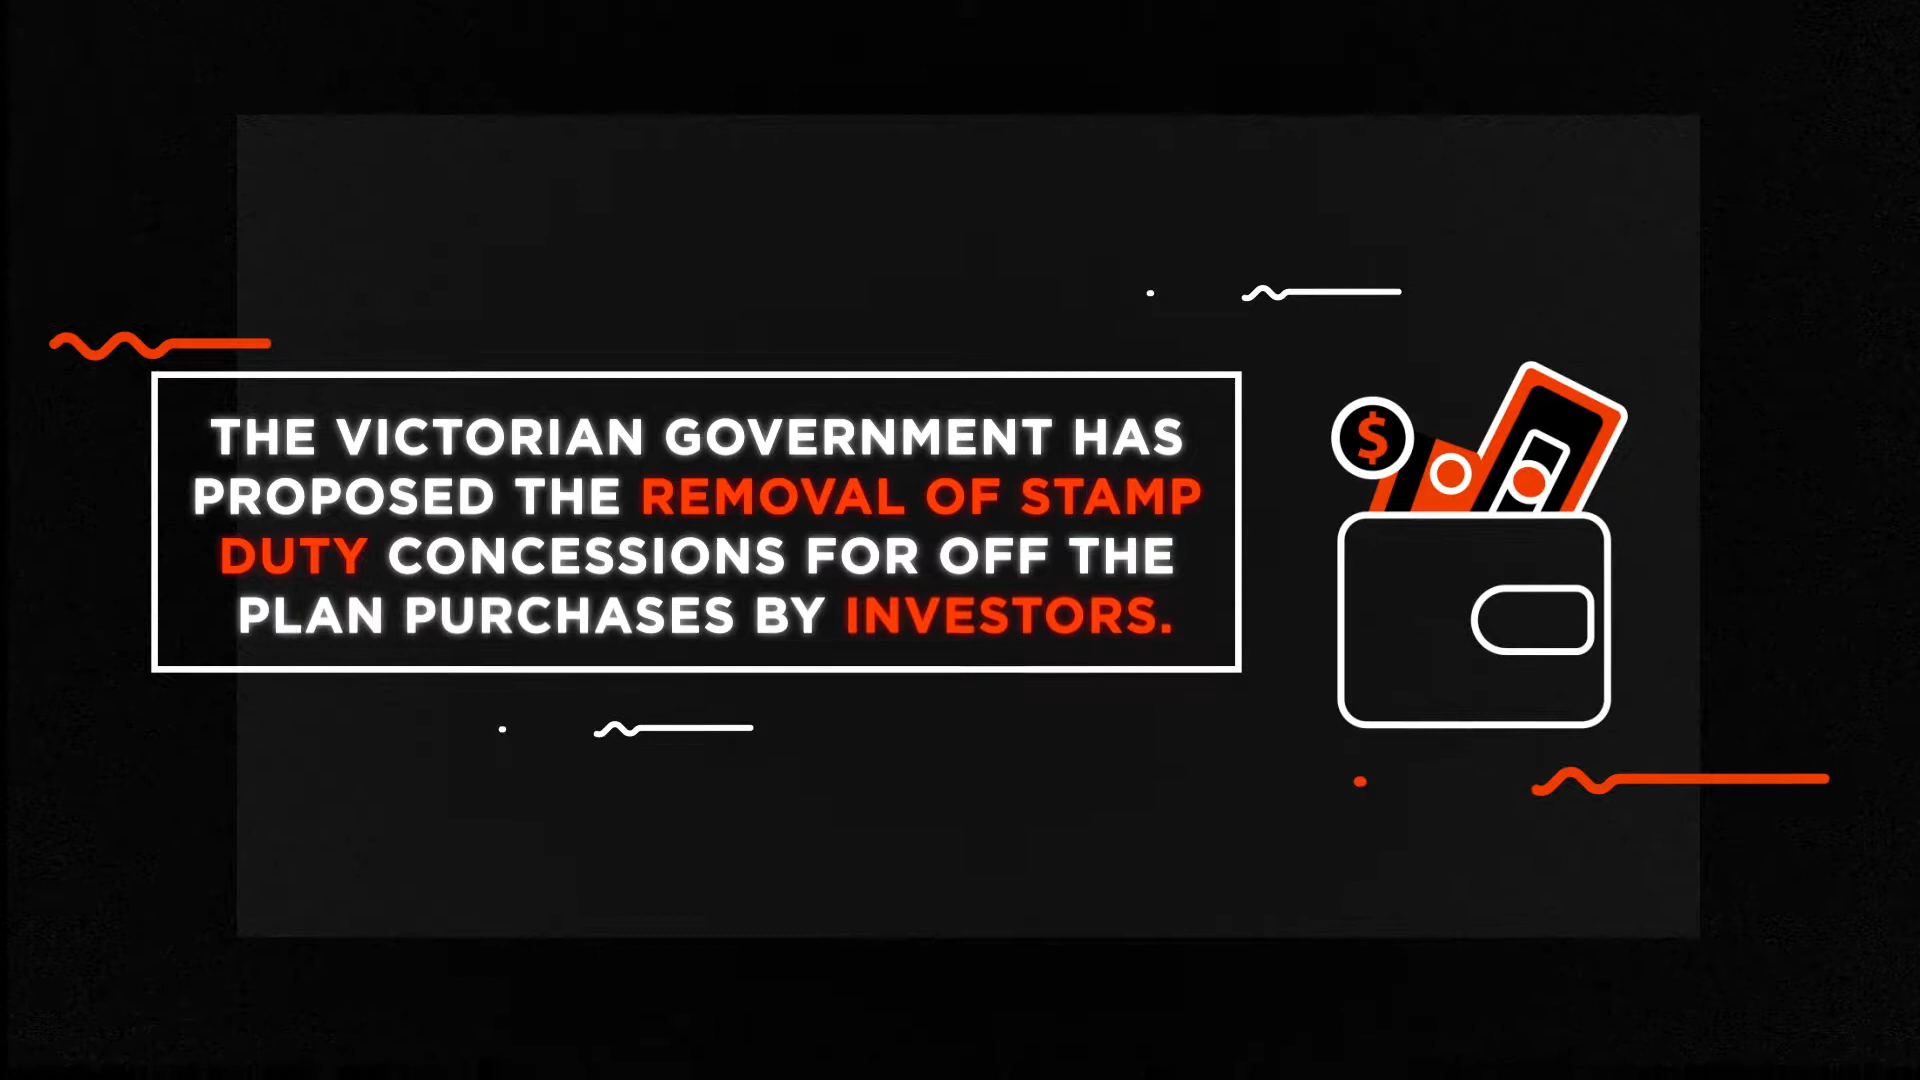 THE VICTORIAN GOVERNMENT HAS
PROPOSED THE REMOVAL OF STAMP
DUTY CONCESSIONS FOR OFF THE
PLAN PURCHASES BY INVESTORS.
$